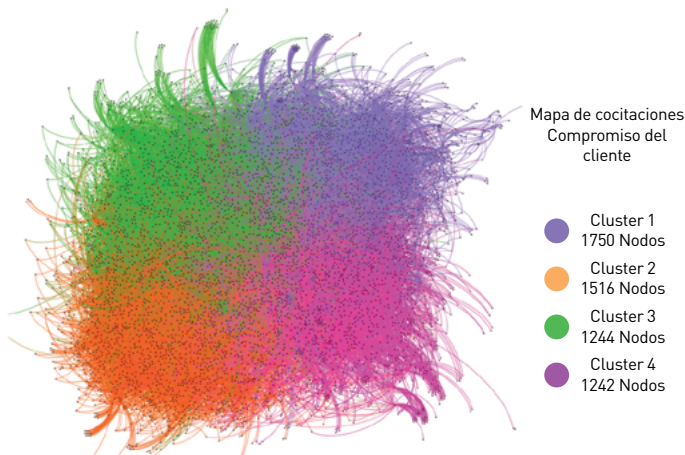 Mapa de cocitaciones
Compromiso del
cliente
Cluster 1
1750 Nodos
Cluster 2
1516 Nodos
Cluster 3
1244 Nodos
Cluster 4
1242 Nodos